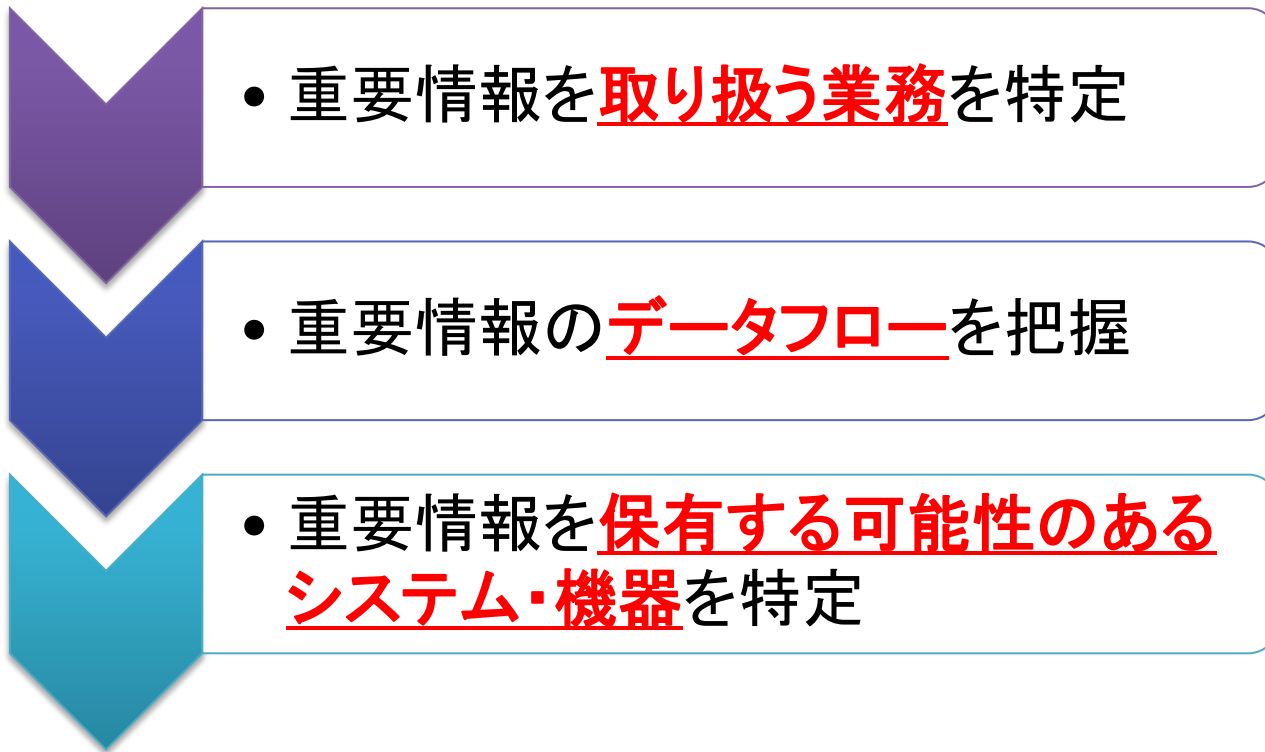 • 重要情報を取り扱う業務を特定
• 重要情報のデータフローを把握
• 重要情報を保有する可能性のある
システム・機器を特定